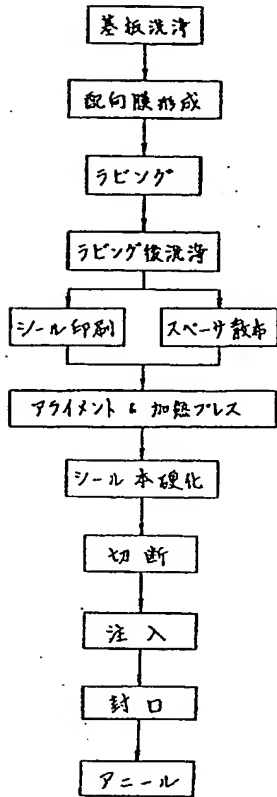 基板洗浄
配向膜形成
ラビング
ラビング後洗浄
シール印刷
スペーサ散布
アライメント & 加熱プレス
シール本硬化
切断
注入
封口
アニール